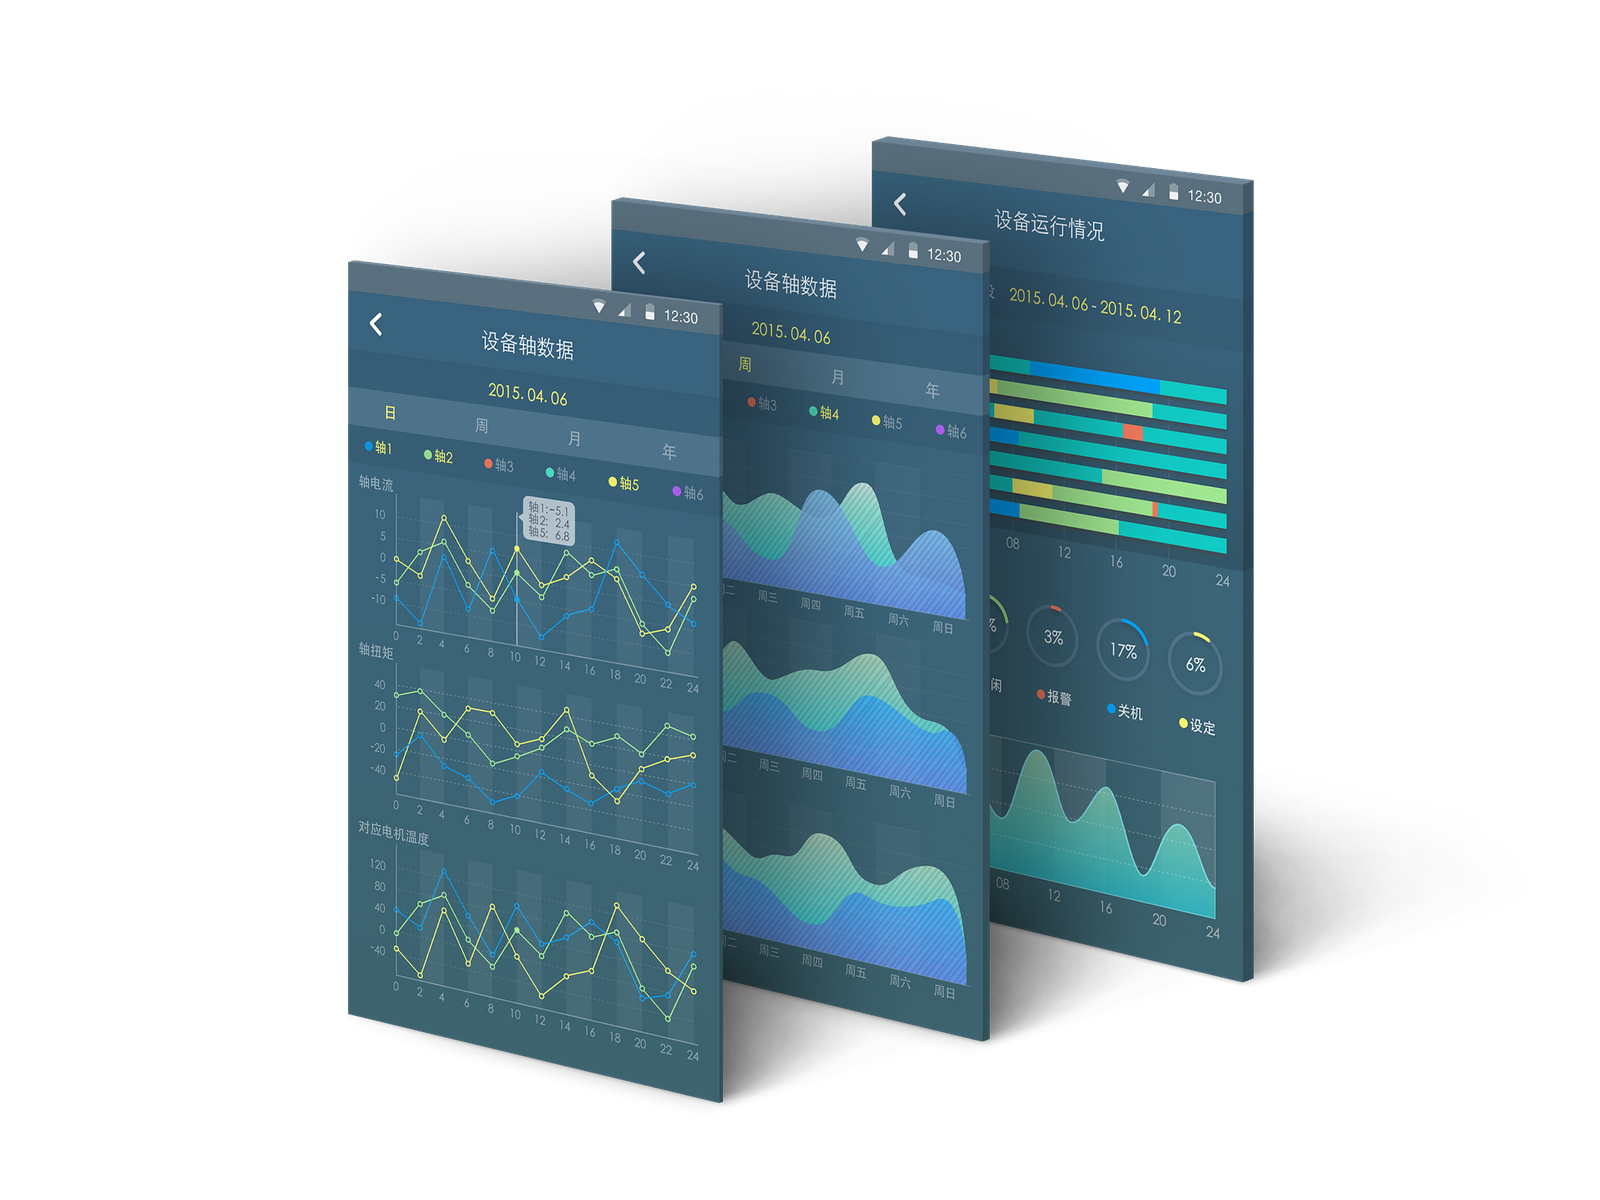 12:30
设备轴数据
2015.04.06
日 周 月 年
轴1 轴2 轴3 轴4 轴5 轴6
轴电流
10
5
0
-5
-10
轴1:-5.1
轴2: 2.4
轴5: 6.8
0 2 4 6 8 10 12 14 16 18 20 22 24
轴扭矩
40
20
0
-20
-40
0 2 4 6 8 10 12 14 16 18 20 22 24
对应电机温度
120
80
40
0
-40
0 2 4 6 8 10 12 14 16 18 20 22 24
12:30
设备轴数据
2015.04.06
周 月 年
轴3 轴4 轴5 轴6
二 周三 周四 周五 周六 周日
二 周三 周四 周五 周六 周日
二 周三 周四 周五 周六 周日
12:30
设备运行情况
2015.04.06-2015.04.12
08 12 16 20 24
% 3% 17% 6%
闲 报警 关机 设定
08 12 16 20 24